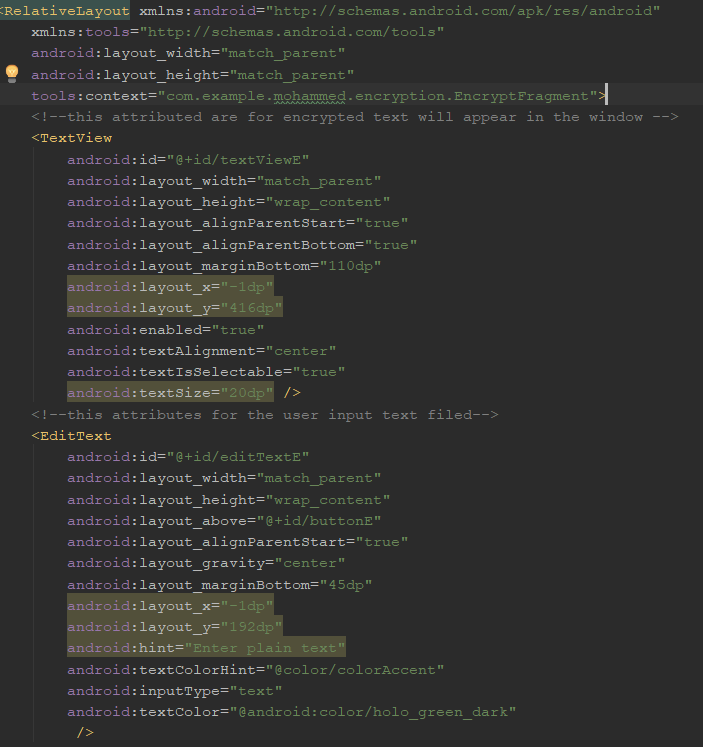 <RelativeLayout xmlns:android="http://schemas.android.com/apk/res/android"
xmlns:tools="http://schemas.android.com/tools"
android:layout_width="match_parent"
android:layout_height="match_parent"
tools:context="com.example.mohammed.encryption.EncryptFragment">
<!--this attributed are for encrypted text will appear in the window -->
<TextView
android:id="@+id/textViewE"
android:layout_width="match_parent"
android:layout_height="wrap_content"
android:layout_alignParentStart="true"
android:layout_alignParentBottom="true"
android:layout_marginBottom="110dp"
android:layout_x="-1dp"
android:layout_y="416dp"
android:enabled="true"
android:textAlignment="center"
android:textIsSelectable="true"
android:textSize="20dp" />
<!--this attributes for the user input text filed-->
<EditText
android:id="@+id/editTextE"
android:layout_width="match_parent"
android:layout_height="wrap_content"
android:layout_above="@+id/buttonE"
android:layout_alignParentStart="true"
android:layout_gravity="center"
android:layout_marginBottom="45dp"
android:layout_x="-1dp"
android:layout_y="192dp"
android:hint="Enter plain text"
android:textColorHint="@color/colorAccent"
android:inputType="text"
android:textColor="@android:color/holo_green_dark"
/>